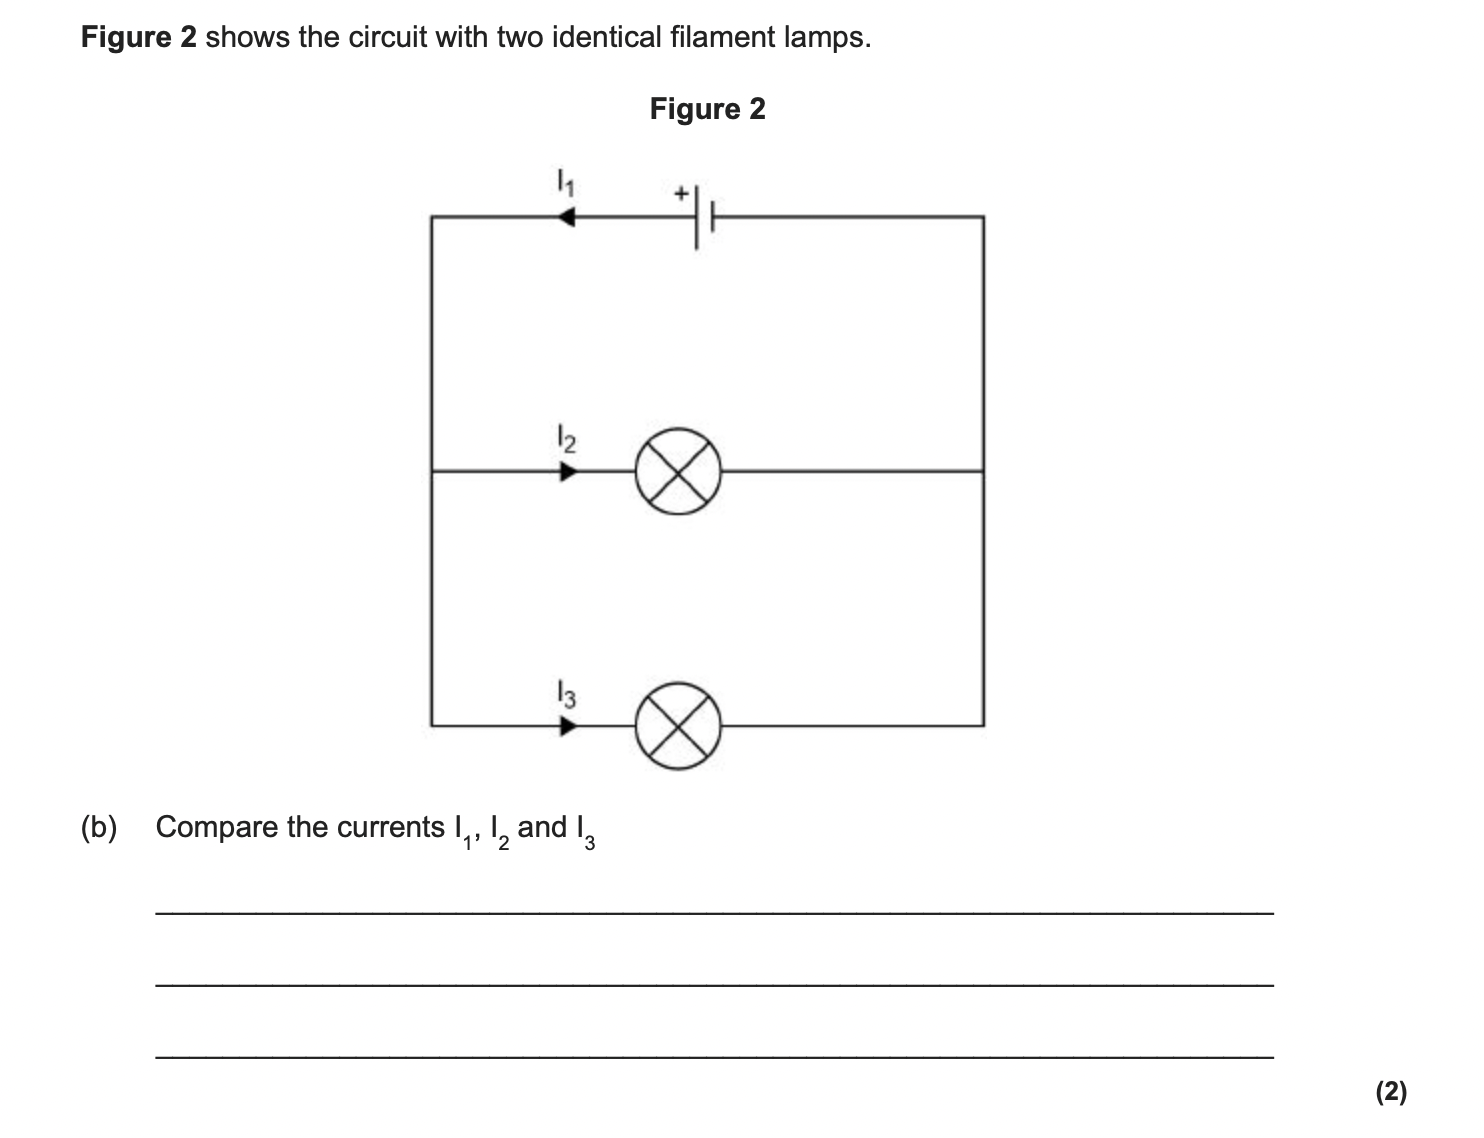 Figure 2 shows the circuit with two identical filament lamps.
Figure 2
I₁
+
I₂
I₃
(b) Compare the currents I₁, I₂ and I₃
(2)